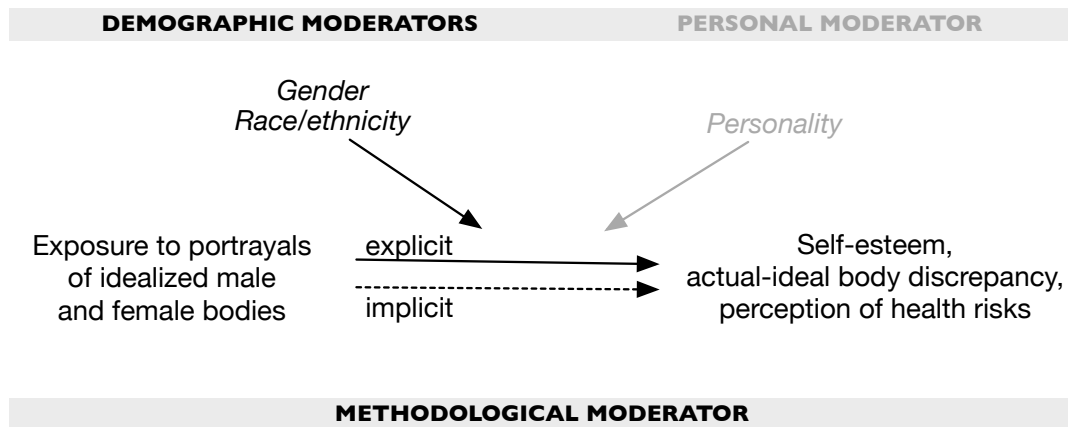 DEMOGRAPHIC MODERATORS
PERSONAL MODERATOR
Gender
Race/ethnicity
Personality
Exposure to portrayals
of idealized male
and female bodies
explicit
implicit
Self-esteem,
actual-ideal body discrepancy,
perception of health risks
METHODOLOGICAL MODERATOR